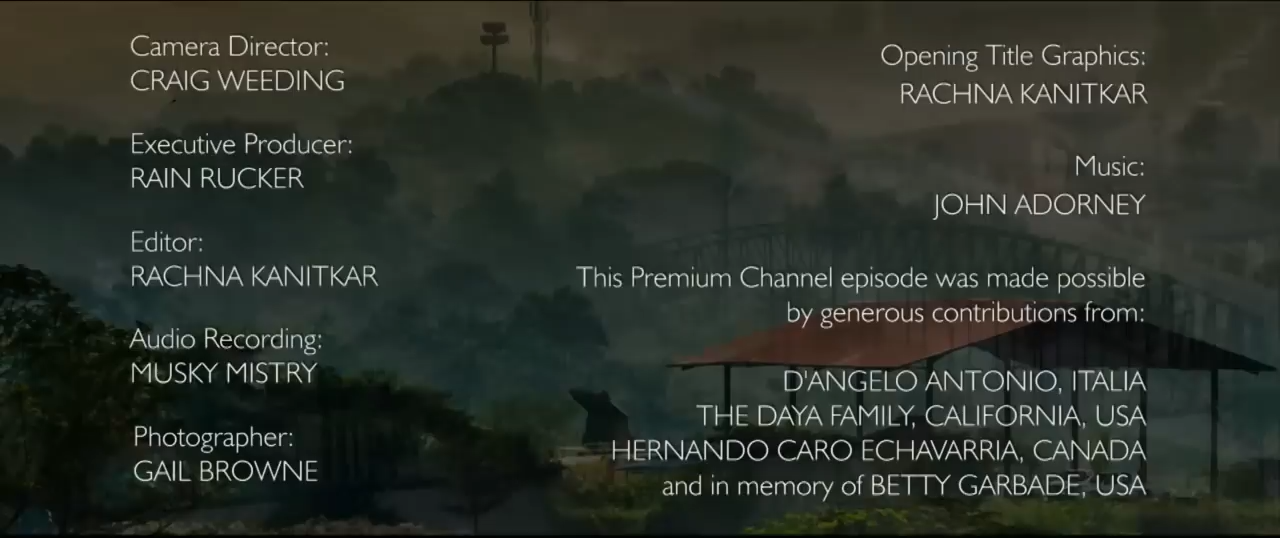 Camera Director:
CRAIG WEEDING
Executive Producer:
RAIN RUCKER
Editor:
RACHNA KANITKAR
Audio Recording:
MUSKY MISTRY
Photographer:
GAIL BROWNE
Opening Title Graphics:
RACHNA KANITKAR
Music:
JOHN ADORNEY
This Premium Channel episode was made possible
by generous contributions from:
D'ANGELO ANTONIO, ITALIA
THE DAYA FAMILY, CALIFORNIA, USA
HERNANDO CARO ECHAVARRIA, CANADA
and in memory of BETTY GARBADE, USA